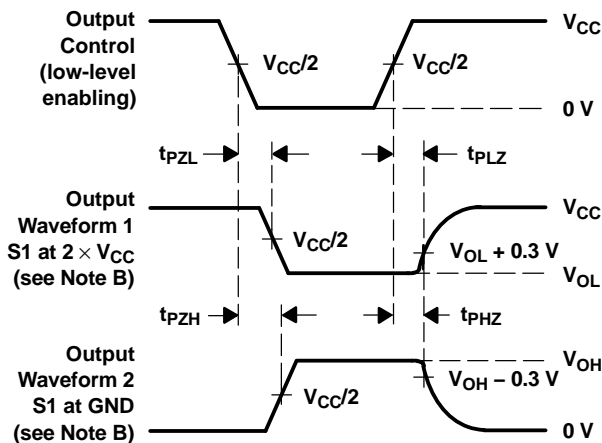 Output
Control
(low-level
enabling)
VCC/2
VCC/2
VCC
0 V
tPZL
tPLZ
Output
Waveform 1
S1 at 2 × VCC
(see Note B)
VCC/2
VCC
VOL + 0.3 V
VOL
tPZH
tPHZ
Output
Waveform 2
S1 at GND
(see Note B)
VCC/2
VOH
VOH − 0.3 V
0 V